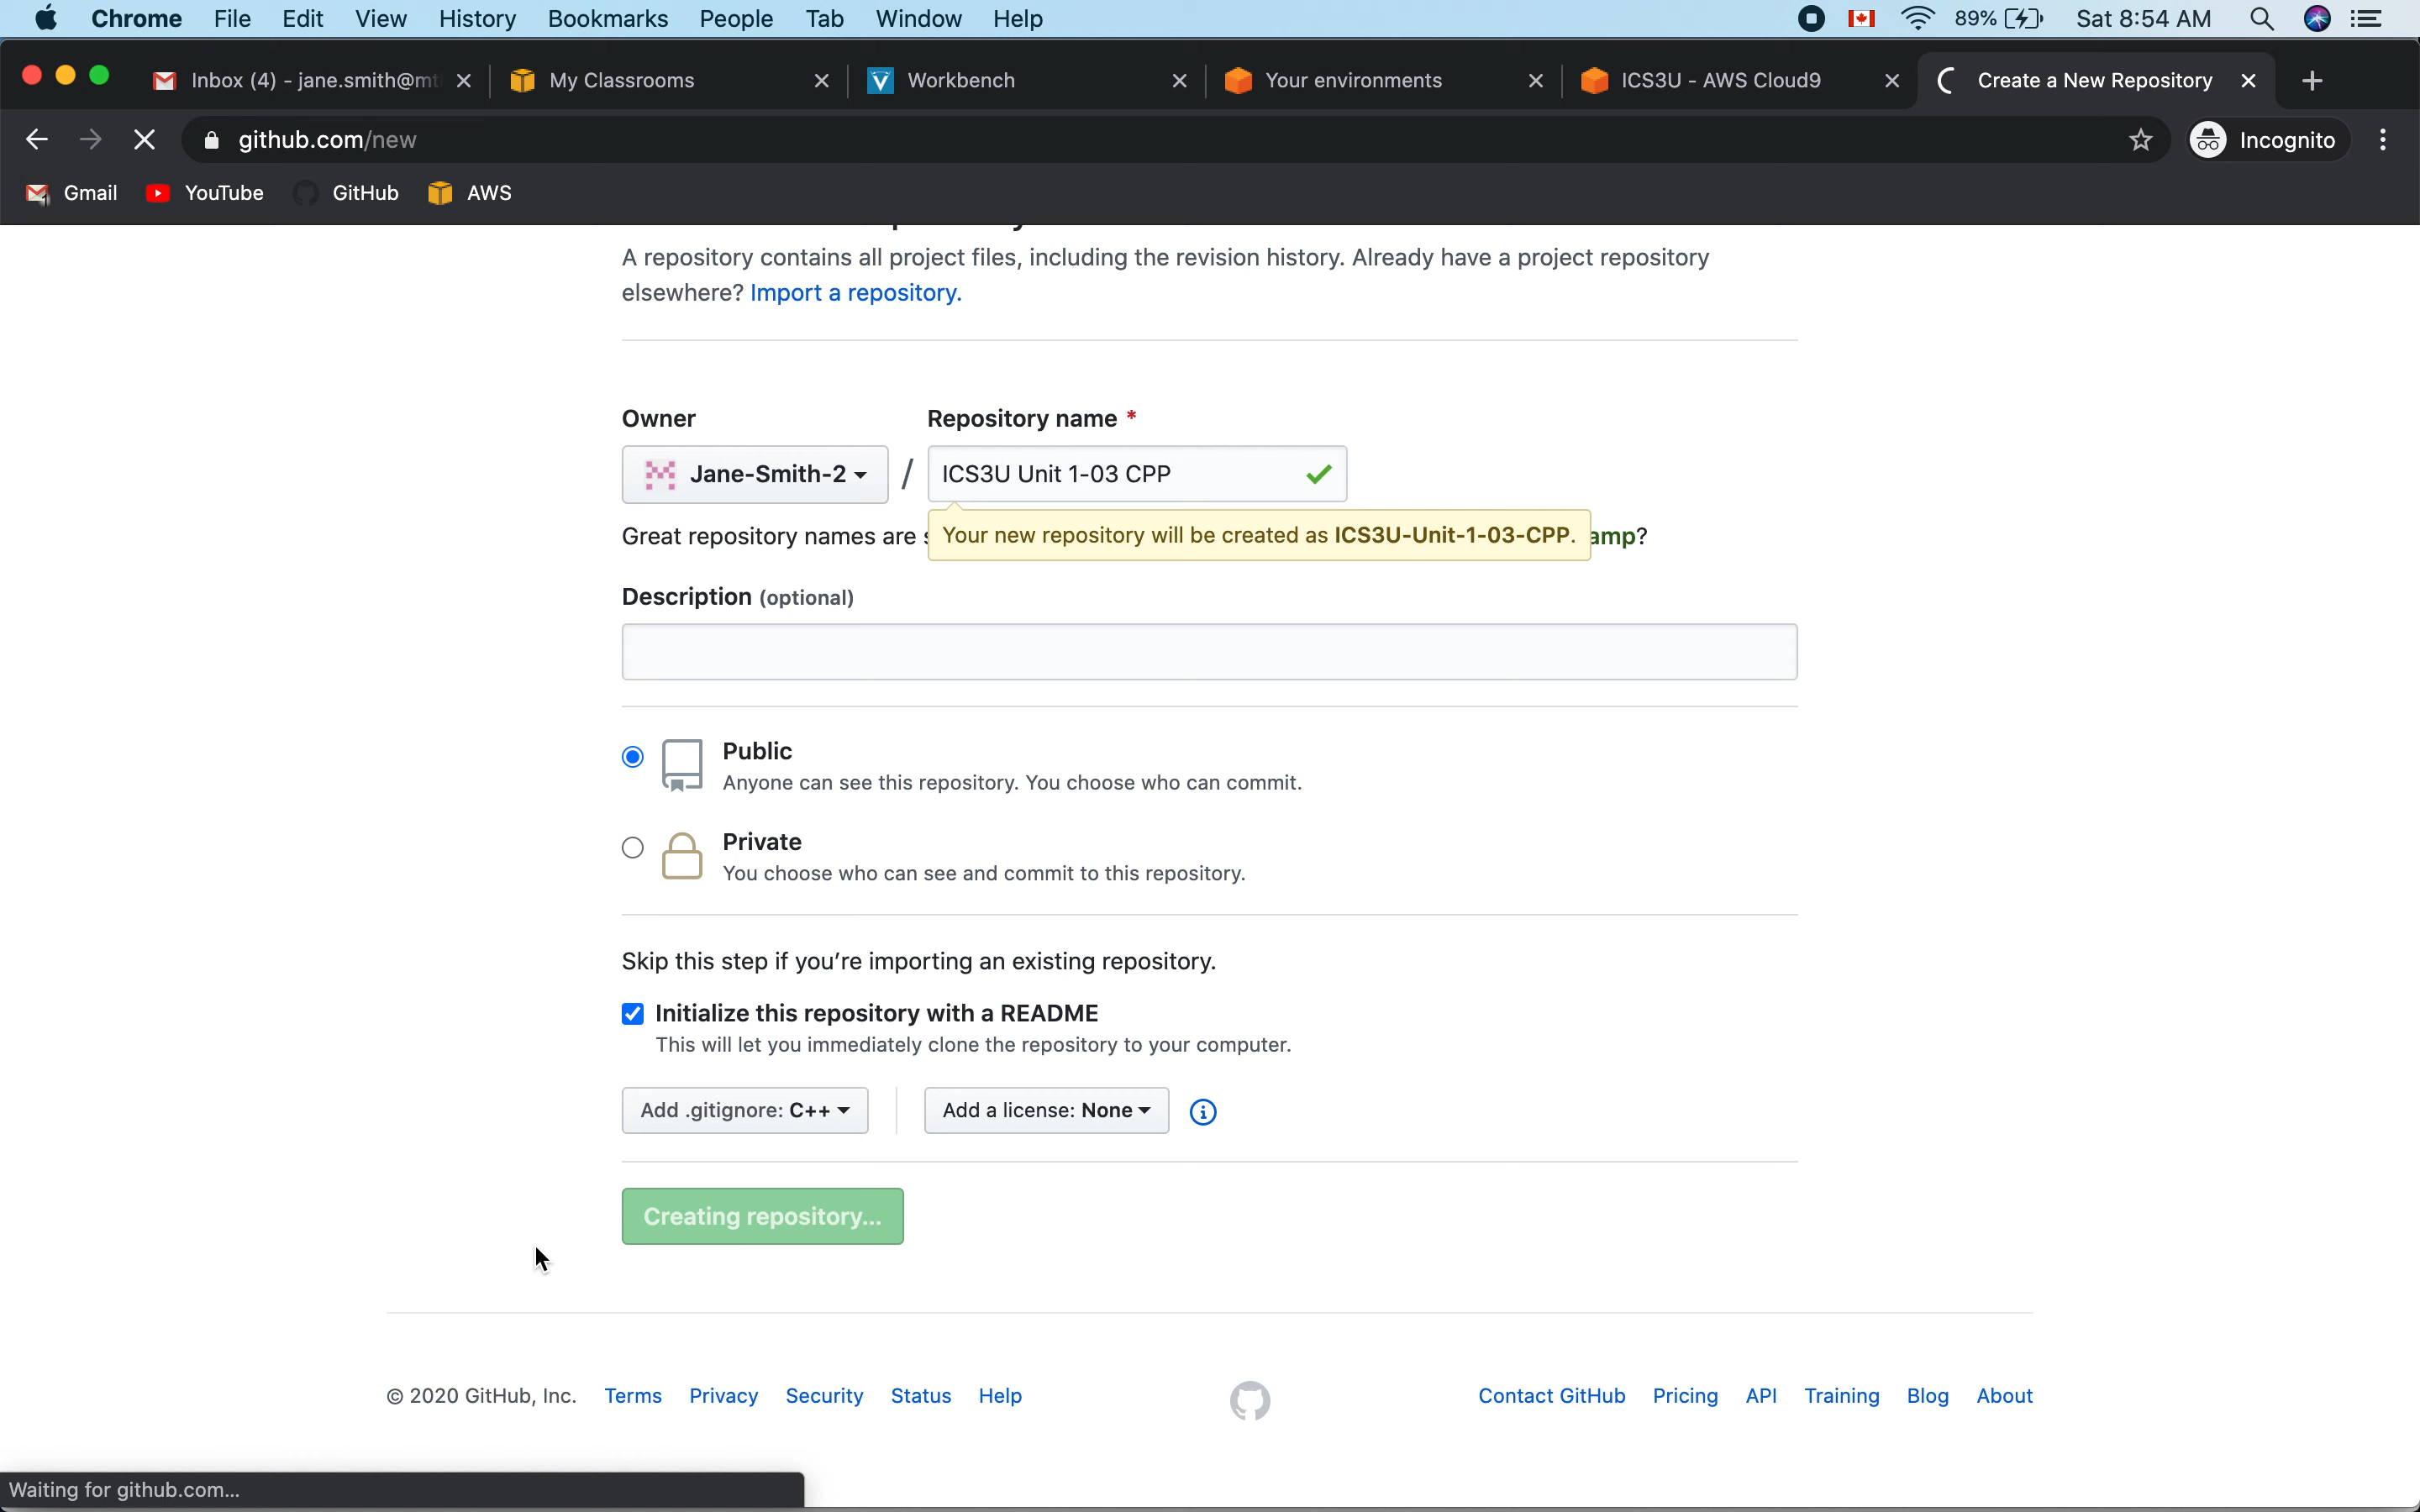 Chrome File Edit View History Bookmarks People Tab Window Help 89% Sat 8:54 AM
Inbox (4) - jane.smith@mt My Classrooms Workbench Your environments ICS3U - AWS Cloud9 Create a New Repository
github.com/new Incognito
Gmail YouTube GitHub AWS
A repository contains all project files, including the revision history. Already have a project repository
elsewhere? Import a repository.
Owner Repository name *
Jane-Smith-2 / ICS3U Unit 1-03 CPP
Great repository names are Your new repository will be created as ICS3U-Unit-1-03-CPP. amp?
Description (optional)
Public
Anyone can see this repository. You choose who can commit.
Private
You choose who can see and commit to this repository.
Skip this step if you’re importing an existing repository.
Initialize this repository with a README
This will let you immediately clone the repository to your computer.
Add .gitignore: C++ Add a license: None
Creating repository...
© 2020 GitHub, Inc. Terms Privacy Security Status Help Contact GitHub Pricing API Training Blog About
Waiting for github.com...